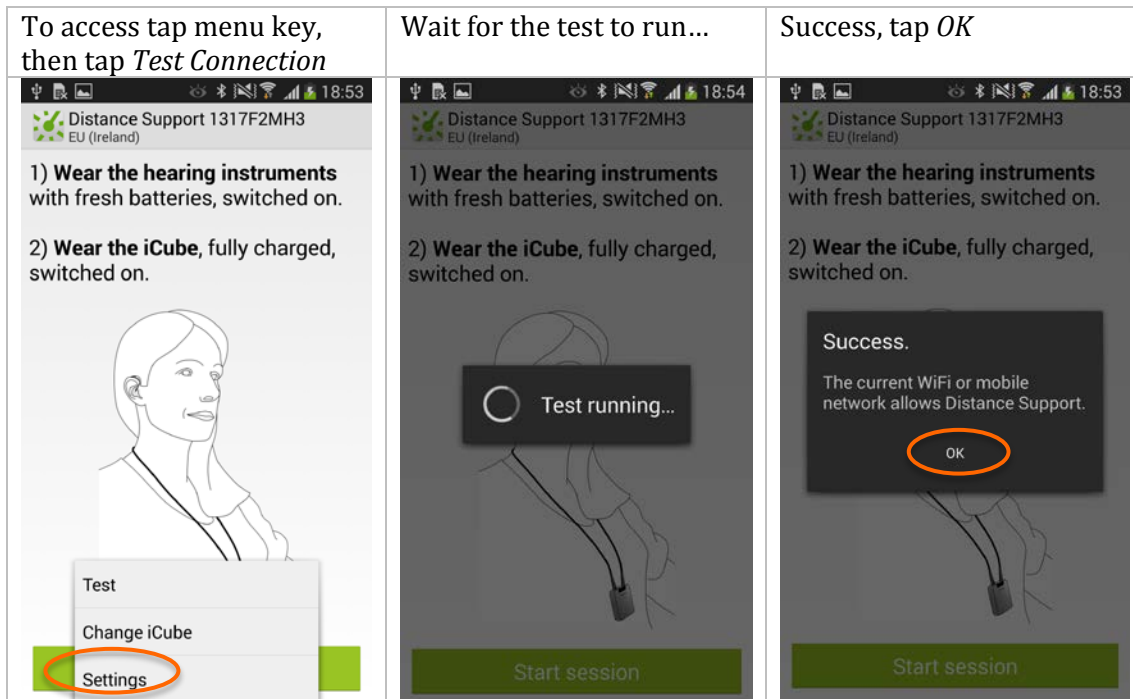 To access tap menu key,
then tap Test Connection
Wait for the test to run…
Success, tap OK
18:53
Distance Support 1317F2MH3
EU (Ireland)
1) Wear the hearing instruments
with fresh batteries, switched on.
2) Wear the iCube, fully charged,
switched on.
Test
Change iCube
Settings
18:54
Distance Support 1317F2MH3
EU (Ireland)
1) Wear the hearing instruments
with fresh batteries, switched on.
2) Wear the iCube, fully charged,
switched on.
Test running...
Start session
18:53
Distance Support 1317F2MH3
EU (Ireland)
1) Wear the hearing instruments
with fresh batteries, switched on.
2) Wear the iCube, fully charged,
switched on.
Success.
The current WiFi or mobile
network allows Distance Support.
OK
Start session